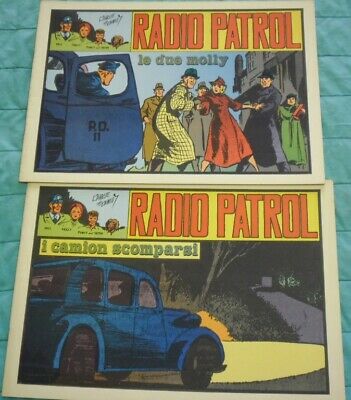 RADIO PATROL
le due molly
P.D.
11
RADIO PATROL
i camion scomparsi